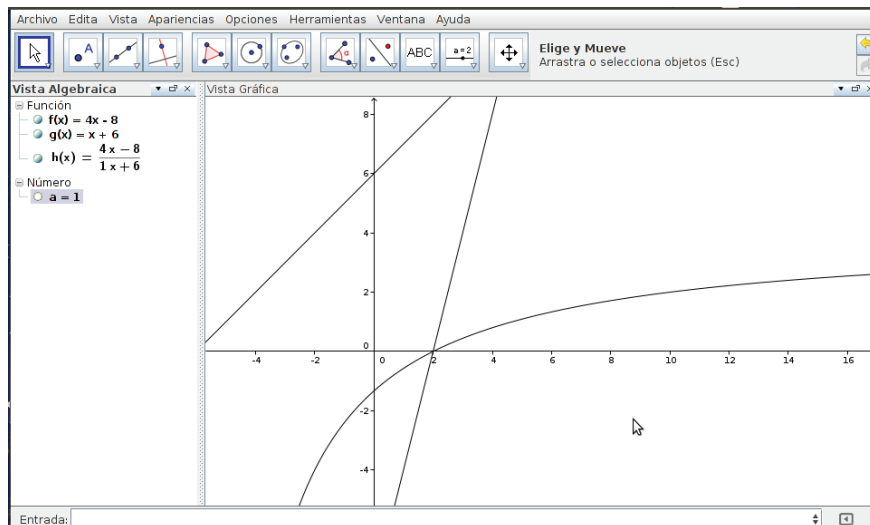 Archivo Edita Vista Apariencias Opciones Herramientas Ventana Ayuda
A
α
ABC
a=2
Elige y Mueve
Arrastra o selecciona objetos (Esc)
Vista Algebraica
Función
f(x) = 4x - 8
g(x) = x + 6
h(x) = (4 x − 8) / (1 x + 6)
Número
a = 1
Vista Gráfica
8
6
4
2
0
-2
-4
-4 -2 0 2 4 6 8 10 12 14 16
Entrada: